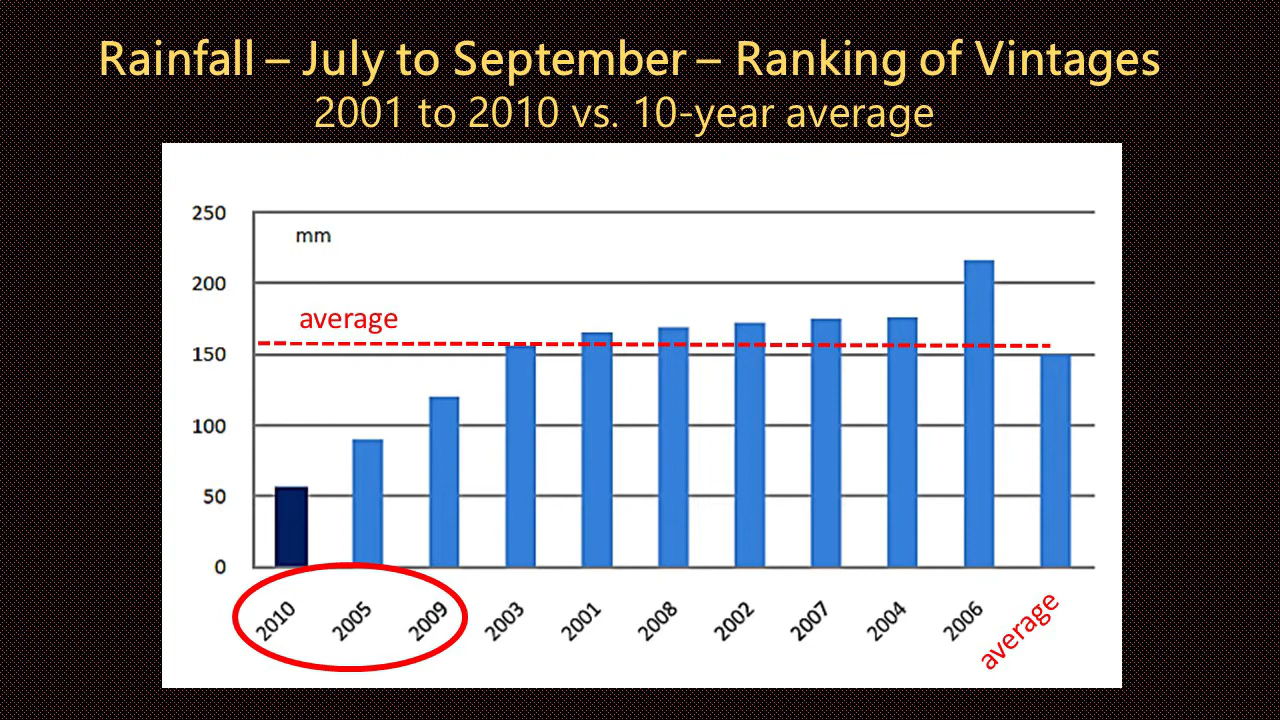 Rainfall – July to September – Ranking of Vintages
2001 to 2010 vs. 10-year average
250
mm
200
average
150
100
50
0
2010 2005 2009 2003 2001 2008 2002 2007 2004 2006 average